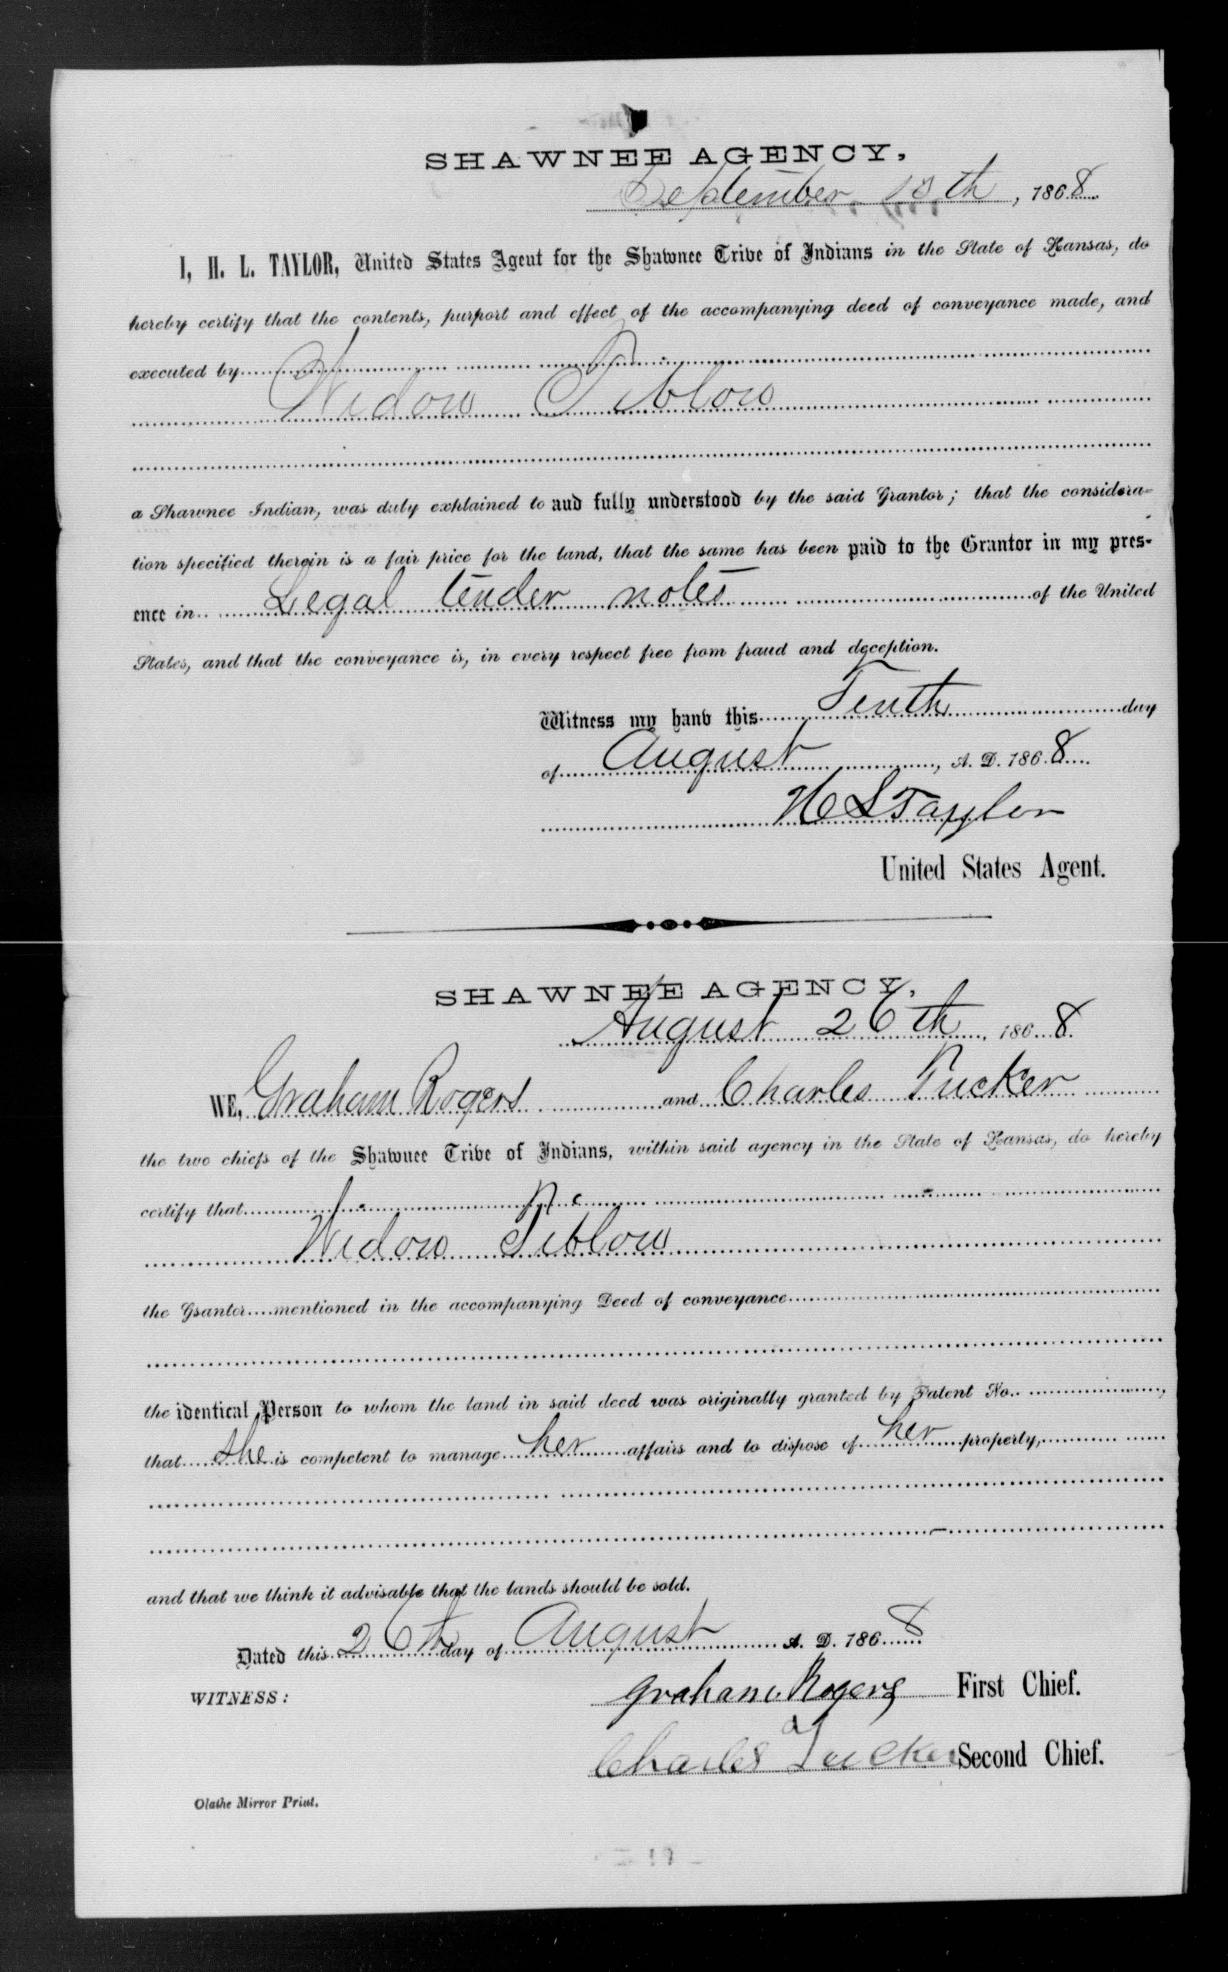 SHAWNEE AGENCY,
September 10th, 1868.
I, H. L. TAYLOR, United States Agent for the Shawnee Tribe of Indians in the State of Kansas, do
hereby certify that the contents, purport and effect of the accompanying deed of conveyance made, and
executed by
Widow Tiblow
a Shawnee Indian, was duly explained to and fully understood by the said Grantor; that the considera-
tion specified therein is a fair price for the land, that the same has been paid to the Grantor in my pres-
ence in Legal tender notes of the United
States, and that the conveyance is, in every respect free from fraud and deception.
Witness my hand this Tenth day
of August, A. D. 1868
H L Taylor
United States Agent.
SHAWNEE AGENCY,
August 26th, 1868.
WE, Graham Rogers and Charles Tucker
the two chiefs of the Shawnee Tribe of Indians, within said agency in the State of Kansas, do hereby
certify that
Widow Tiblow
the Grantor mentioned in the accompanying Deed of conveyance
the identical Person to whom the land in said deed was originally granted by Patent No. ,
that she is competent to manage her affairs and to dispose of her property,
and that we think it advisable that the lands should be sold.
Dated this 26th day of August A. D. 1868
WITNESS:
Graham Rogers First Chief.
Charles Tucker Second Chief.
Olathe Mirror Print.